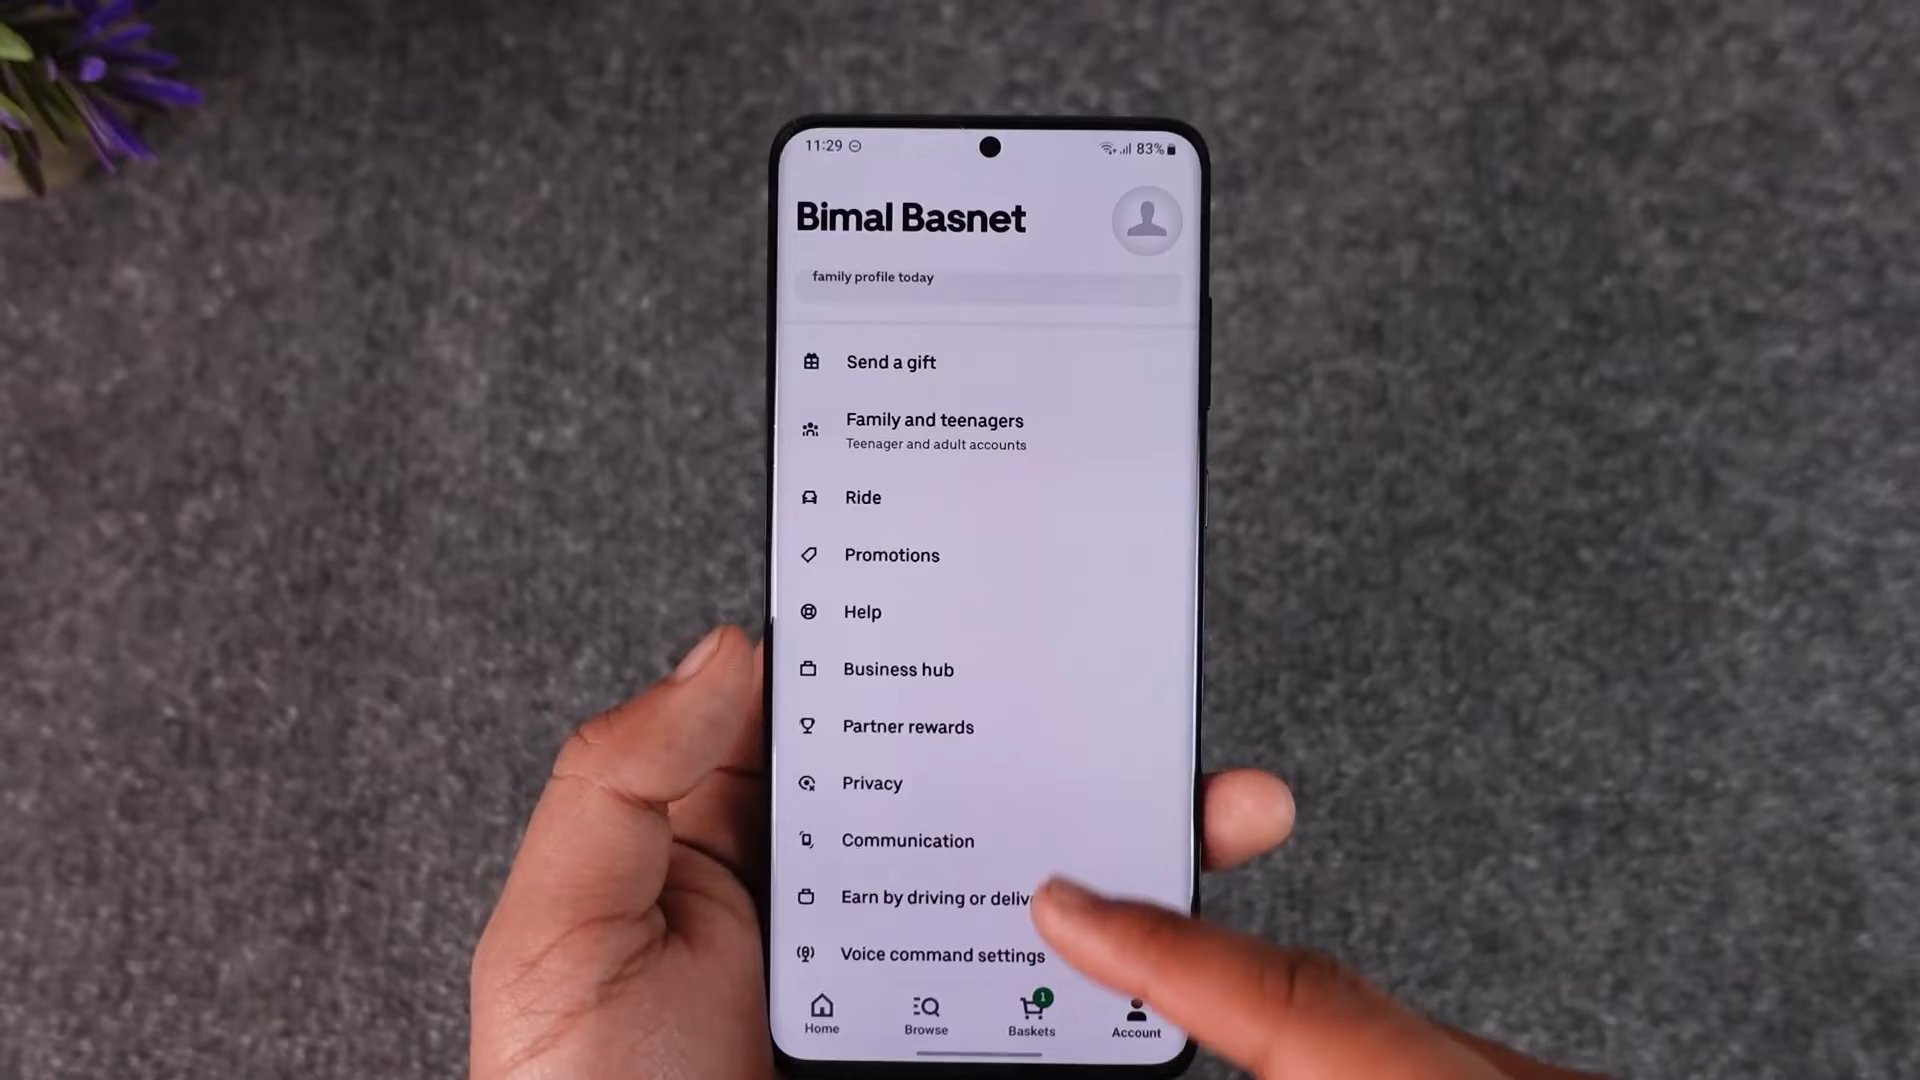 11:29
83%
Bimal Basnet
family profile today
Send a gift
Family and teenagers
Teenager and adult accounts
Ride
Promotions
Help
Business hub
Partner rewards
Privacy
Communication
Earn by driving or deliv
Voice command settings
1
Home
Browse
Baskets
Account